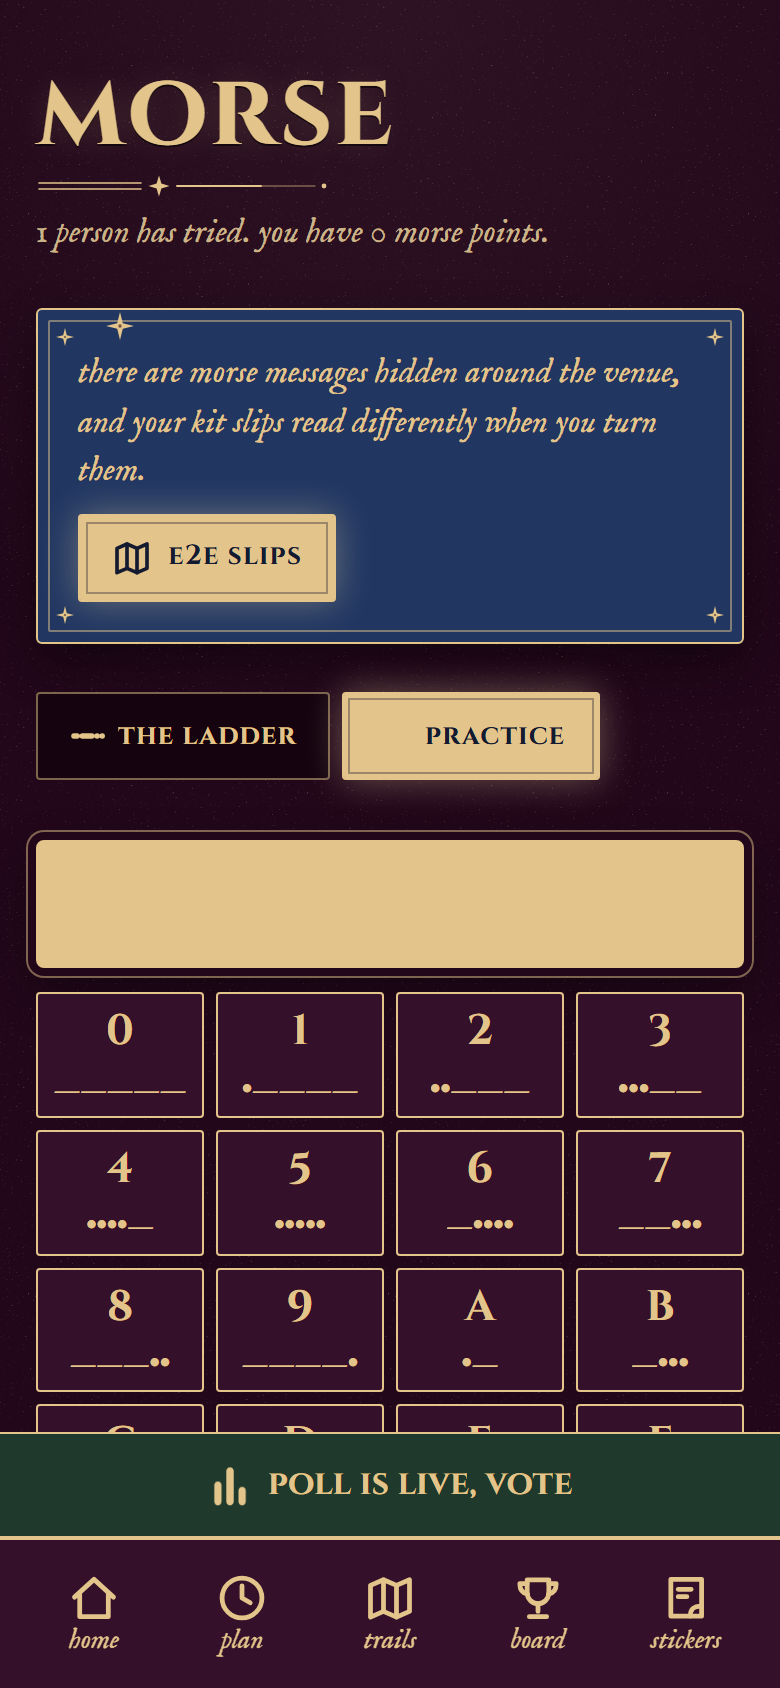 MORSE
1 person has tried. you have 0 morse points.
there are morse messages hidden around the venue,
and your kit slips read differently when you turn
them.
E2E SLIPS
THE LADDER
PRACTICE
0 1 2 3
————— •———— ••——— •••——
4 5 6 7
••••— ••••• —•••• ——•••
8 9 A B
———•• ————• •— —•••
POLL IS LIVE, VOTE
home plan trails board stickers